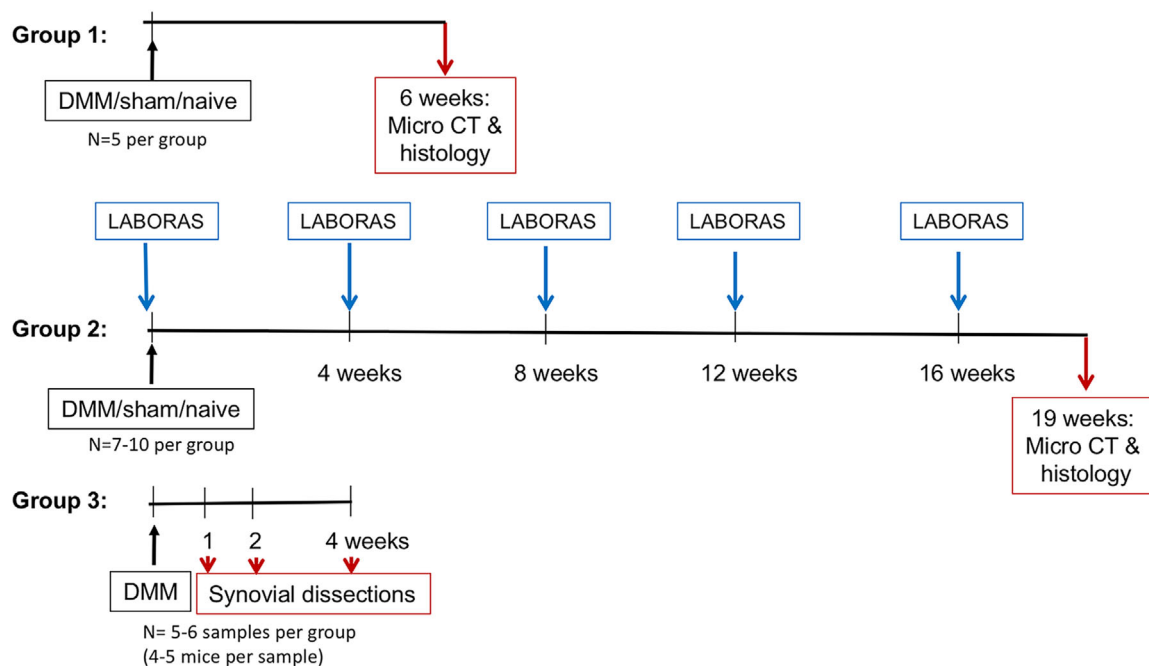 Group 1:
DMM/sham/naive
N=5 per group
6 weeks:
Micro CT &
histology
LABORAS LABORAS LABORAS LABORAS LABORAS
Group 2:
4 weeks 8 weeks 12 weeks 16 weeks
DMM/sham/naive
N=7-10 per group
19 weeks:
Micro CT &
histology
Group 3:
1 2 4 weeks
DMM Synovial dissections
N= 5-6 samples per group
(4-5 mice per sample)